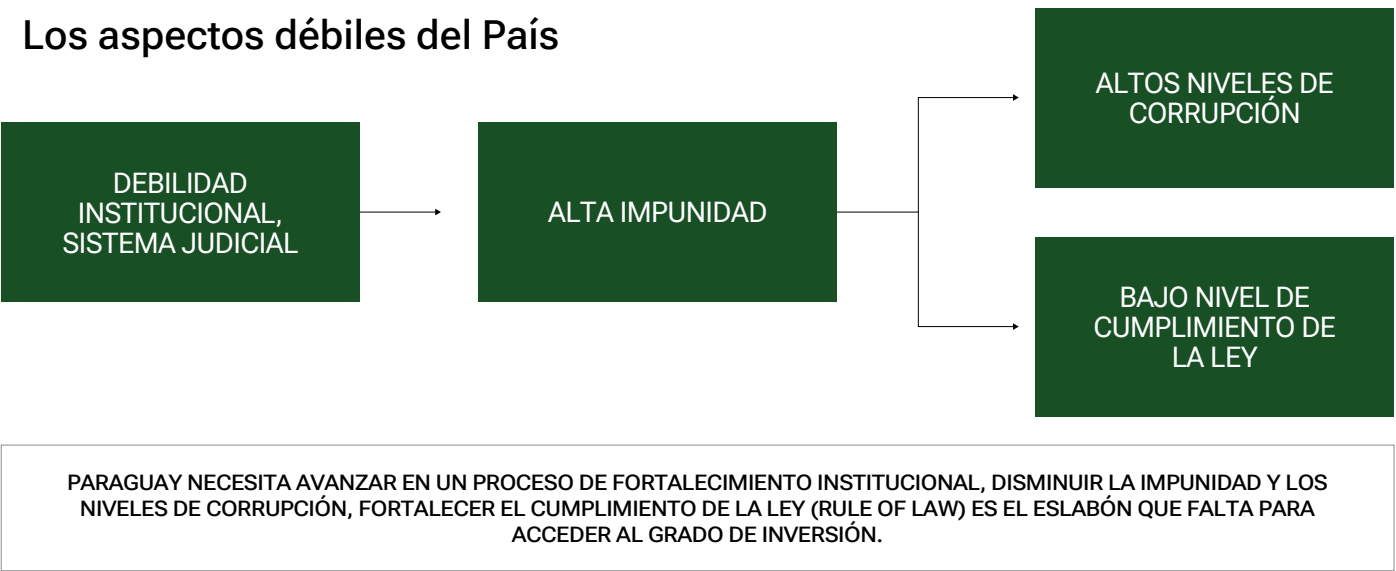 Los aspectos débiles del País
DEBILIDAD
INSTITUCIONAL,
SISTEMA JUDICIAL
ALTA IMPUNIDAD
ALTOS NIVELES DE
CORRUPCIÓN
BAJO NIVEL DE
CUMPLIMIENTO DE
LA LEY
PARAGUAY NECESITA AVANZAR EN UN PROCESO DE FORTALECIMIENTO INSTITUCIONAL, DISMINUIR LA IMPUNIDAD Y LOS
NIVELES DE CORRUPCIÓN, FORTALECER EL CUMPLIMIENTO DE LA LEY (RULE OF LAW) ES EL ESLABÓN QUE FALTA PARA
ACCEDER AL GRADO DE INVERSIÓN.